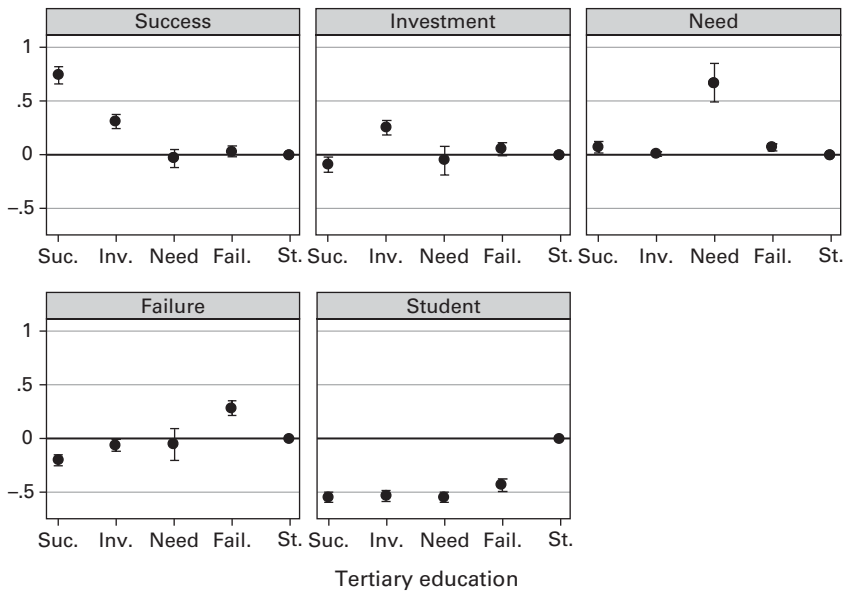 Success Investment Need
1
.5
0
−.5
Suc. Inv. Need Fail. St. Suc. Inv. Need Fail. St. Suc. Inv. Need Fail. St.
Failure Student
1
.5
0
−.5
Suc. Inv. Need Fail. St. Suc. Inv. Need Fail. St.
Tertiary education